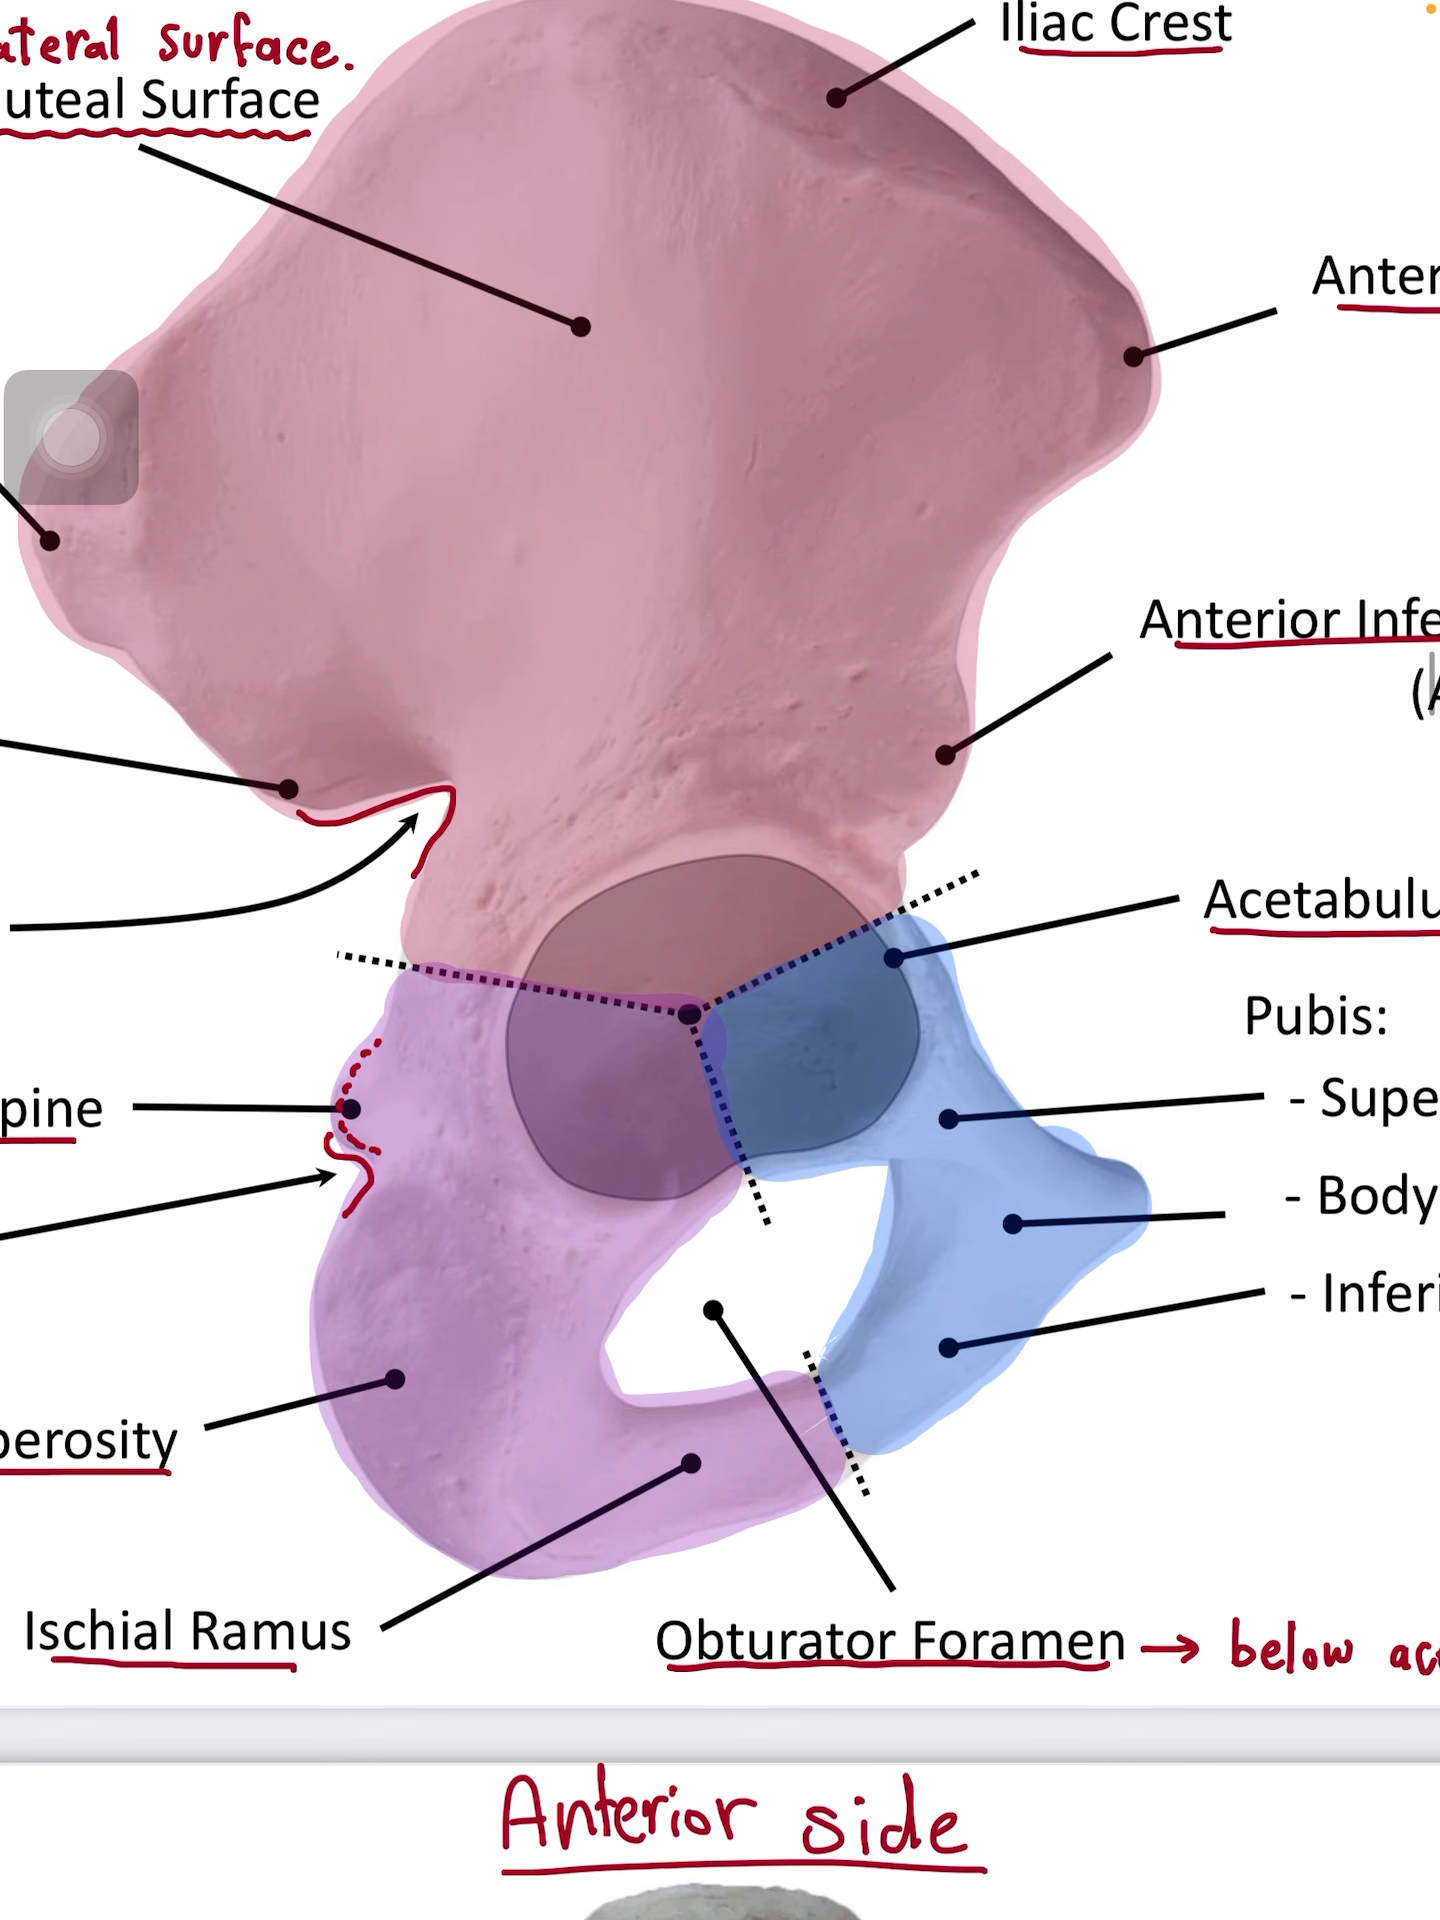 Iliac Crest
ateral surface.
uteal Surface
Anter
Anterior Infe
(A
Acetabulu
Pubis:
- Supe
pine
- Body
- Inferi
perosity
Ischial Ramus
Obturator Foramen → below ac
Anterior side